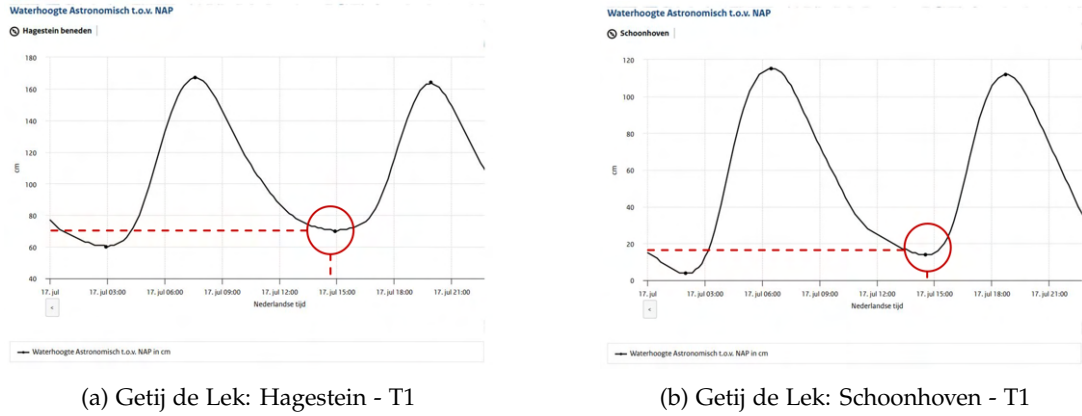 Waterhoogte Astronomisch t.o.v. NAP
Hagestein beneden
180
160
140
120
100
80
60
40
cm
17. jul
17. jul 03:00
17. jul 06:00
17. jul 09:00
17. jul 12:00
17. jul 15:00
17. jul 18:00
17. jul 21:00
Nederlandse tijd
Waterhoogte Astronomisch t.o.v. NAP in cm
(a) Getij de Lek: Hagestein - T1
Waterhoogte Astronomisch t.o.v. NAP
Schoonhoven
120
100
80
60
40
20
0
cm
17. jul
17. jul 03:00
17. jul 06:00
17. jul 09:00
17. jul 12:00
17. jul 15:00
17. jul 18:00
17. jul 21:00
Nederlandse tijd
Waterhoogte Astronomisch t.o.v. NAP in cm
(b) Getij de Lek: Schoonhoven - T1